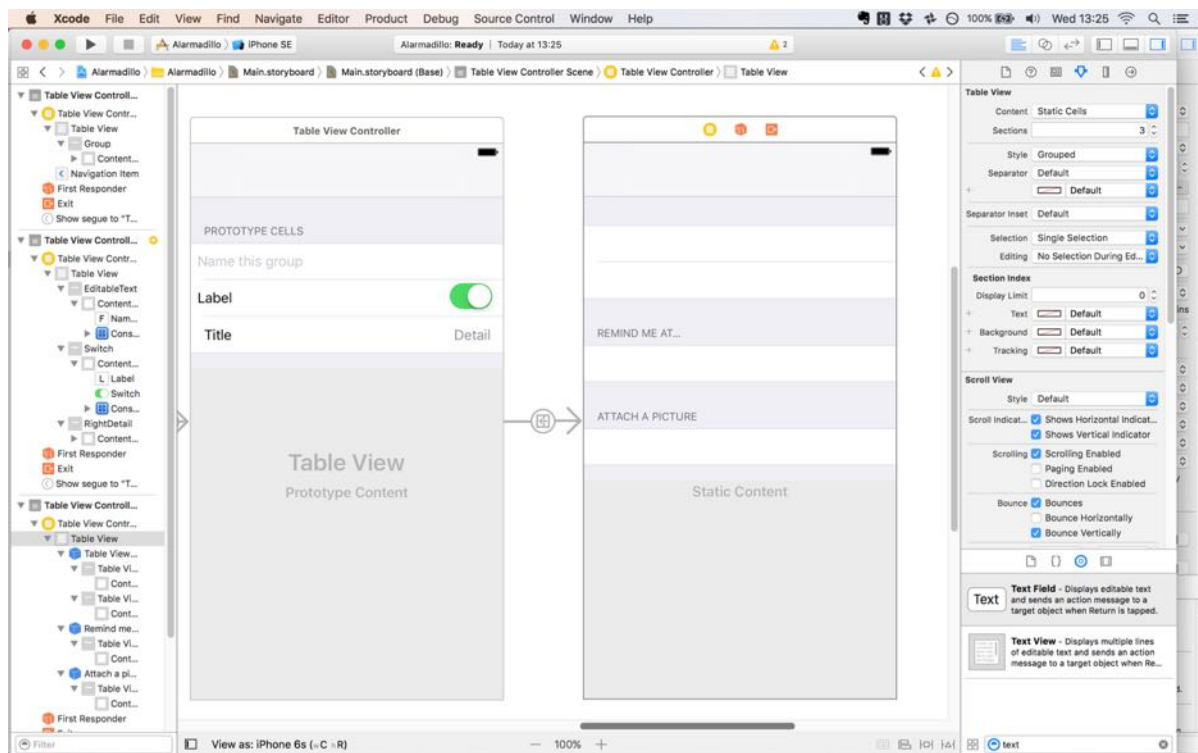 Xcode File Edit View Find Navigate Editor Product Debug Source Control Window Help 100% Wed 13:25
Alarmadillo iPhone SE Alarmadillo: Ready | Today at 13:25 2
Alarmadillo Alarmadillo Main.storyboard Main.storyboard (Base) Table View Controller Scene Table View Controller Table View
Table View Controll...
Table View Contr...
Table View
Group
Content...
Navigation Item
First Responder
Exit
Show segue to "T...
Table View Controll...
Table View Contr...
Table View
EditableText
Content...
F Nam...
Cons...
Switch
Content...
L Label
Switch
Cons...
RightDetail
Content...
First Responder
Exit
Show segue to "T...
Table View Controll...
Table View Contr...
Table View
Table View...
Table Vi...
Cont...
Table Vi...
Cont...
Remind me...
Table Vi...
Cont...
Attach a pi...
Table Vi...
Cont...
First Responder
Filter
Table View Controller
PROTOTYPE CELLS
Name this group
Label
Title Detail
Table View
Prototype Content
REMIND ME AT...
ATTACH A PICTURE
Static Content
View as: iPhone 6s (wC hR) 100%
Table View
Content Static Cells
Sections 3
Style Grouped
Separator Default
Default
Separator Inset Default
Selection Single Selection
Editing No Selection During Ed...
Section Index
Display Limit 0
Text Default
Background Default
Tracking Default
Scroll View
Style Default
Scroll Indicat... Shows Horizontal Indicat...
Shows Vertical Indicator
Scrolling Scrolling Enabled
Paging Enabled
Direction Lock Enabled
Bounce Bounces
Bounce Horizontally
Bounce Vertically
Text
Text Field - Displays editable text
and sends an action message to a
target object when Return is tapped.
Text View - Displays multiple lines
of editable text and sends an action
message to a target object when Re...
text